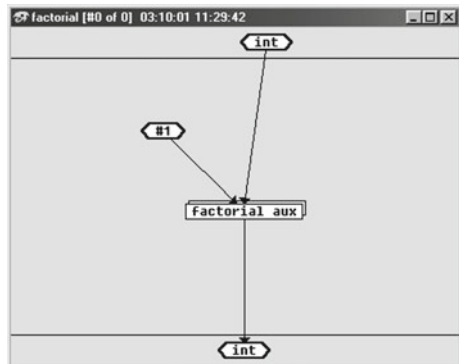 factorial [#0 of 0] 03:10:01 11:29:42
int
#1
factorial aux
int